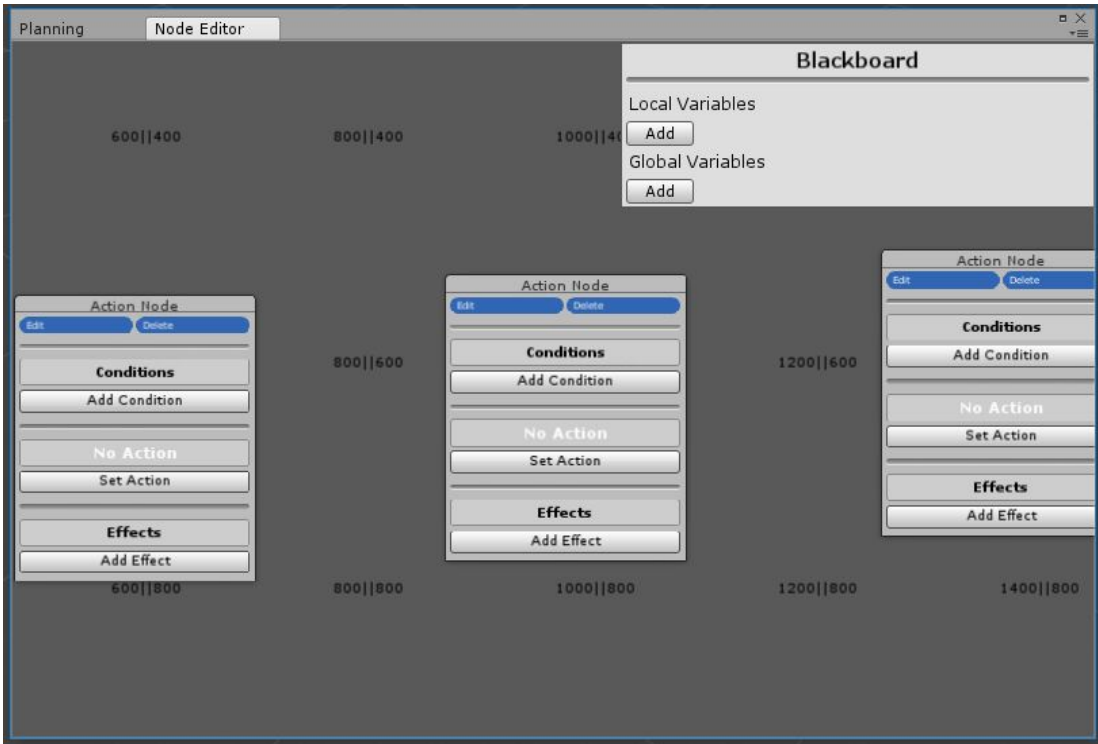 Planning
Node Editor
Blackboard
Local Variables
Add
Global Variables
Add
600||400
800||400
1000||40
Action Node
Edit
Delete
Conditions
Add Condition
No Action
Set Action
Effects
Add Effect
800||600
Action Node
Edit
Delete
Conditions
Add Condition
No Action
Set Action
Effects
Add Effect
1200||600
Action Node
Edit
Delete
Conditions
Add Condition
No Action
Set Action
Effects
Add Effect
600||800
800||800
1000||800
1200||800
1400||800